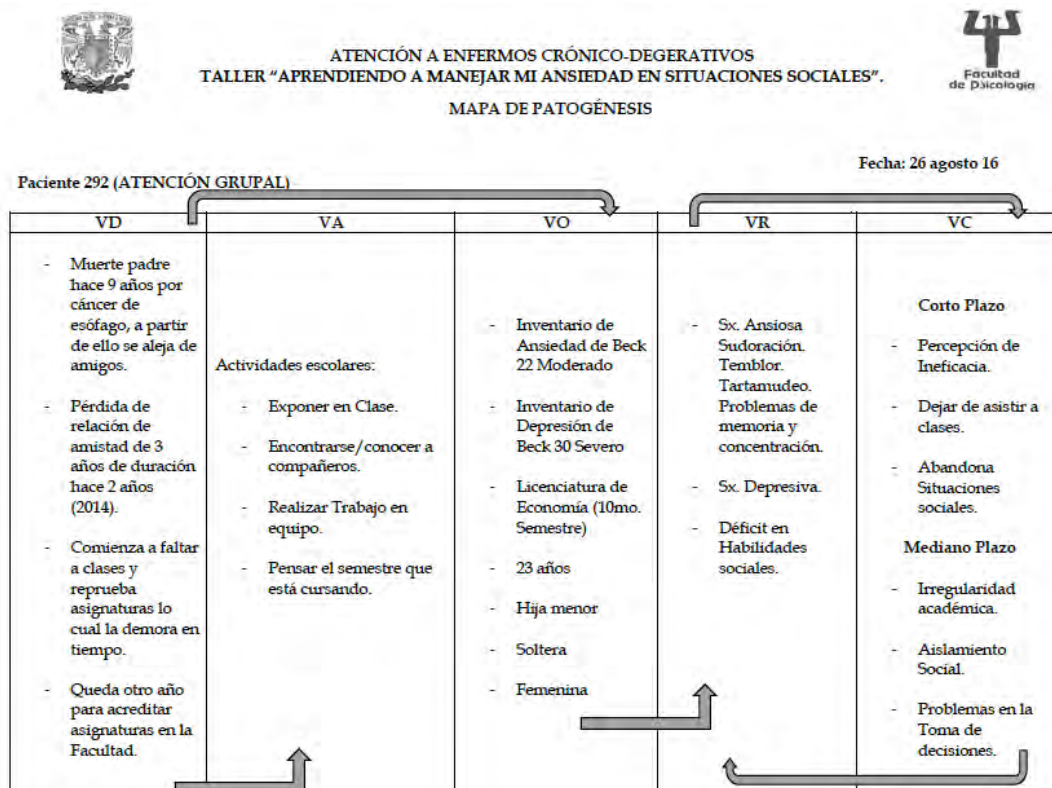 ATENCIÓN A ENFERMOS CRÓNICO-DEGERATIVOS
TALLER "APRENDIENDO A MANEJAR MI ANSIEDAD EN SITUACIONES SOCIALES".
MAPA DE PATOGÉNESIS
Facultad
de Psicología
Fecha: 26 agosto 16
Paciente 292 (ATENCIÓN GRUPAL)
VD
- Muerte padre
hace 9 años por
cáncer de
esófago, a partir
de ello se aleja de
amigos.
- Pérdida de
relación de
amistad de 3
años de duración
hace 2 años
(2014).
- Comienza a faltar
a clases y
reprueba
asignaturas lo
cual la demora en
tiempo.
- Queda otro año
para acreditar
asignaturas en la
Facultad.
VA
Actividades escolares:
- Exponer en Clase.
- Encontrarse/conocer a
compañeros.
- Realizar Trabajo en
equipo.
- Pensar el semestre que
está cursando.
VO
- Inventario de
Ansiedad de Beck
22 Moderado
- Inventario de
Depresión de
Beck 30 Severo
- Licenciatura de
Economía (10mo.
Semestre)
- 23 años
- Hija menor
- Soltera
- Femenina
VR
- Sx. Ansiosa
Sudoración.
Temblor.
Tartamudeo.
Problemas de
memoria y
concentración.
- Sx. Depresiva.
- Déficit en
Habilidades
sociales.
VC
Corto Plazo
- Percepción de
Ineficacia.
- Dejar de asistir a
clases.
- Abandona
Situaciones
sociales.
Mediano Plazo
- Irregularidad
académica.
- Aislamiento
Social.
- Problemas en la
Toma de
decisiones.